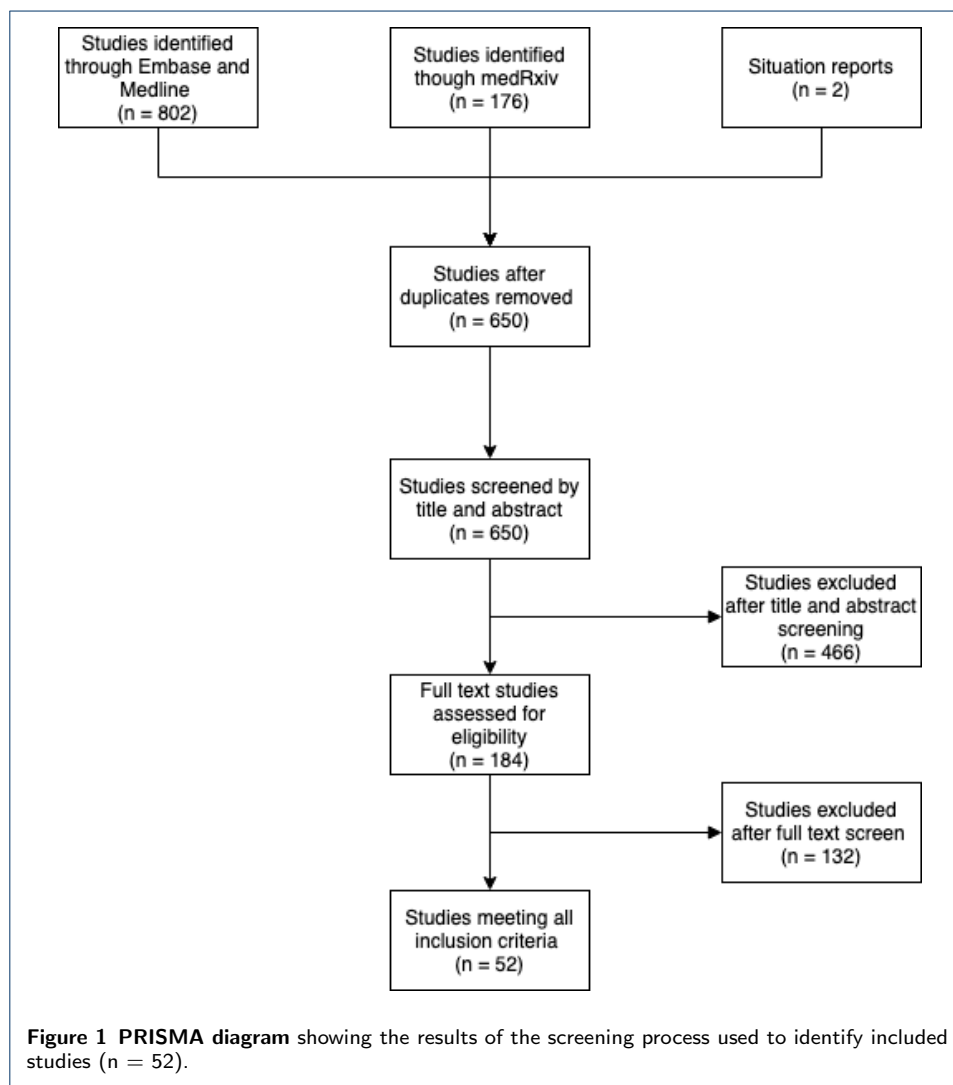 Studies identified
through Embase and
Medline
(n = 802)
Studies identified
though medRxiv
(n = 176)
Situation reports
(n = 2)
Studies after
duplicates removed
(n = 650)
Studies screened by
title and abstract
(n = 650)
Studies excluded
after title and abstract
screening
(n = 466)
Full text studies
assessed for
eligibility
(n = 184)
Studies excluded
after full text screen
(n = 132)
Studies meeting all
inclusion criteria
(n = 52)
Figure 1 PRISMA diagram showing the results of the screening process used to identify included
studies (n = 52).